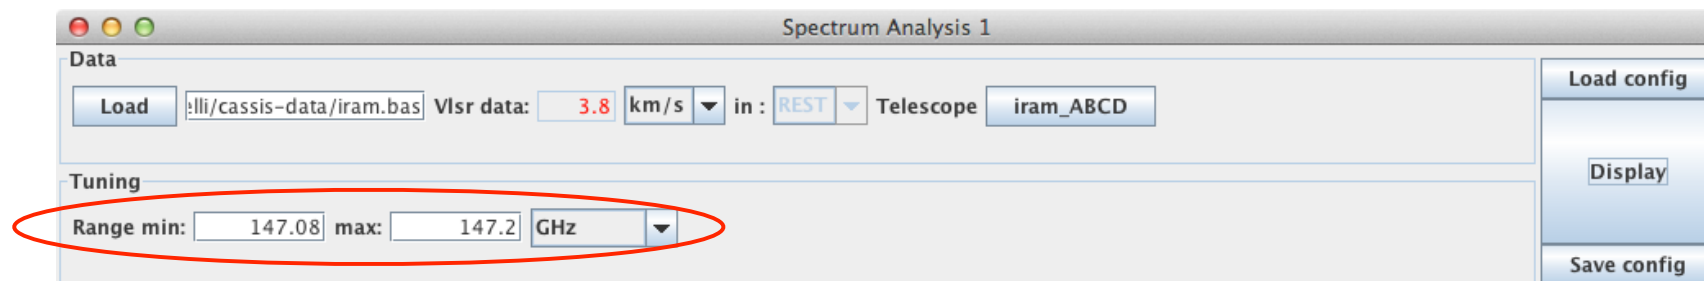 Spectrum Analysis 1
Data
Load :lli/cassis-data/iram.bas Vlsr data: 3.8 km/s in : REST Telescope iram_ABCD
Load config
Display
Tuning
Range min: 147.08 max: 147.2 GHz
Save config